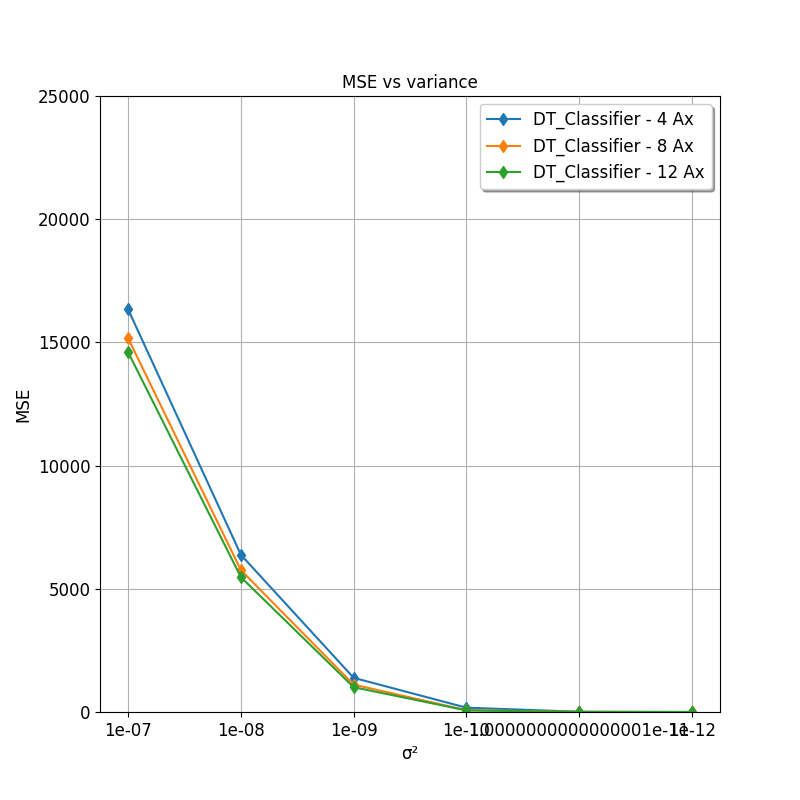 MSE vs variance
25000
20000
15000
10000
5000
0
MSE
DT_Classifier - 4 Ax
DT_Classifier - 8 Ax
DT_Classifier - 12 Ax
1e-07 1e-08 1e-09 1e-12
σ²